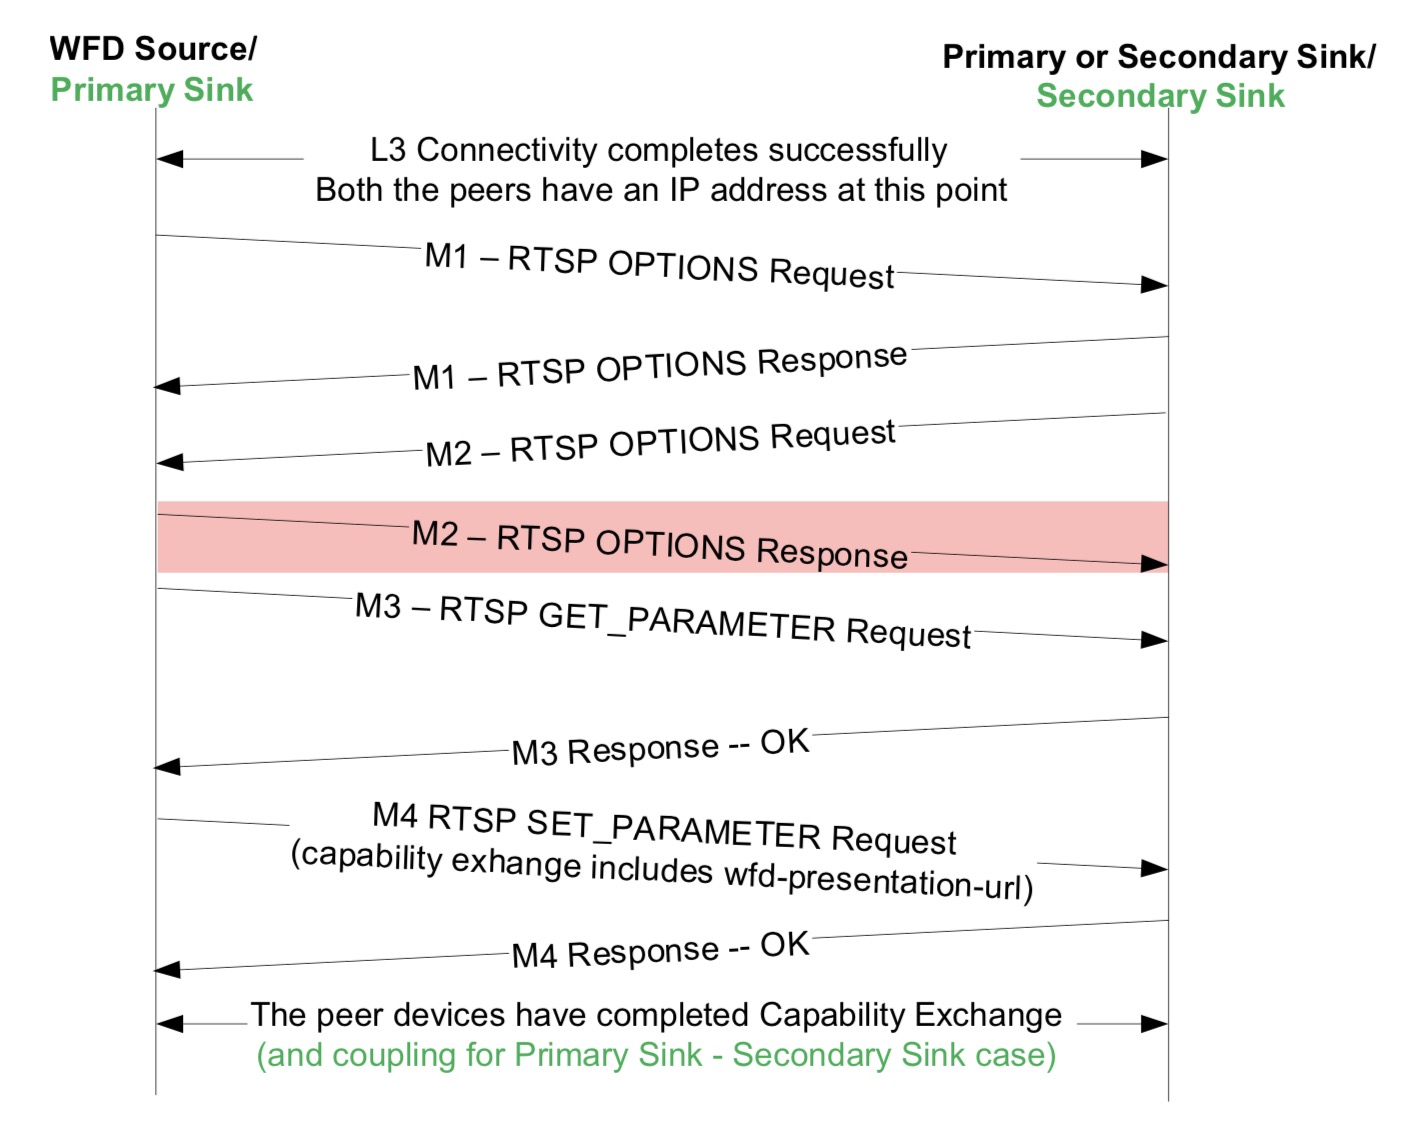 WFD Source/
Primary Sink
Primary or Secondary Sink/
Secondary Sink
L3 Connectivity completes successfully
Both the peers have an IP address at this point
M1 – RTSP OPTIONS Request
M1 – RTSP OPTIONS Response
M2 – RTSP OPTIONS Request
M2 – RTSP OPTIONS Response
M3 – RTSP GET_PARAMETER Request
M3 Response -- OK
M4 RTSP SET_PARAMETER Request
(capability exhange includes wfd-presentation-url)
M4 Response -- OK
The peer devices have completed Capability Exchange
(and coupling for Primary Sink - Secondary Sink case)